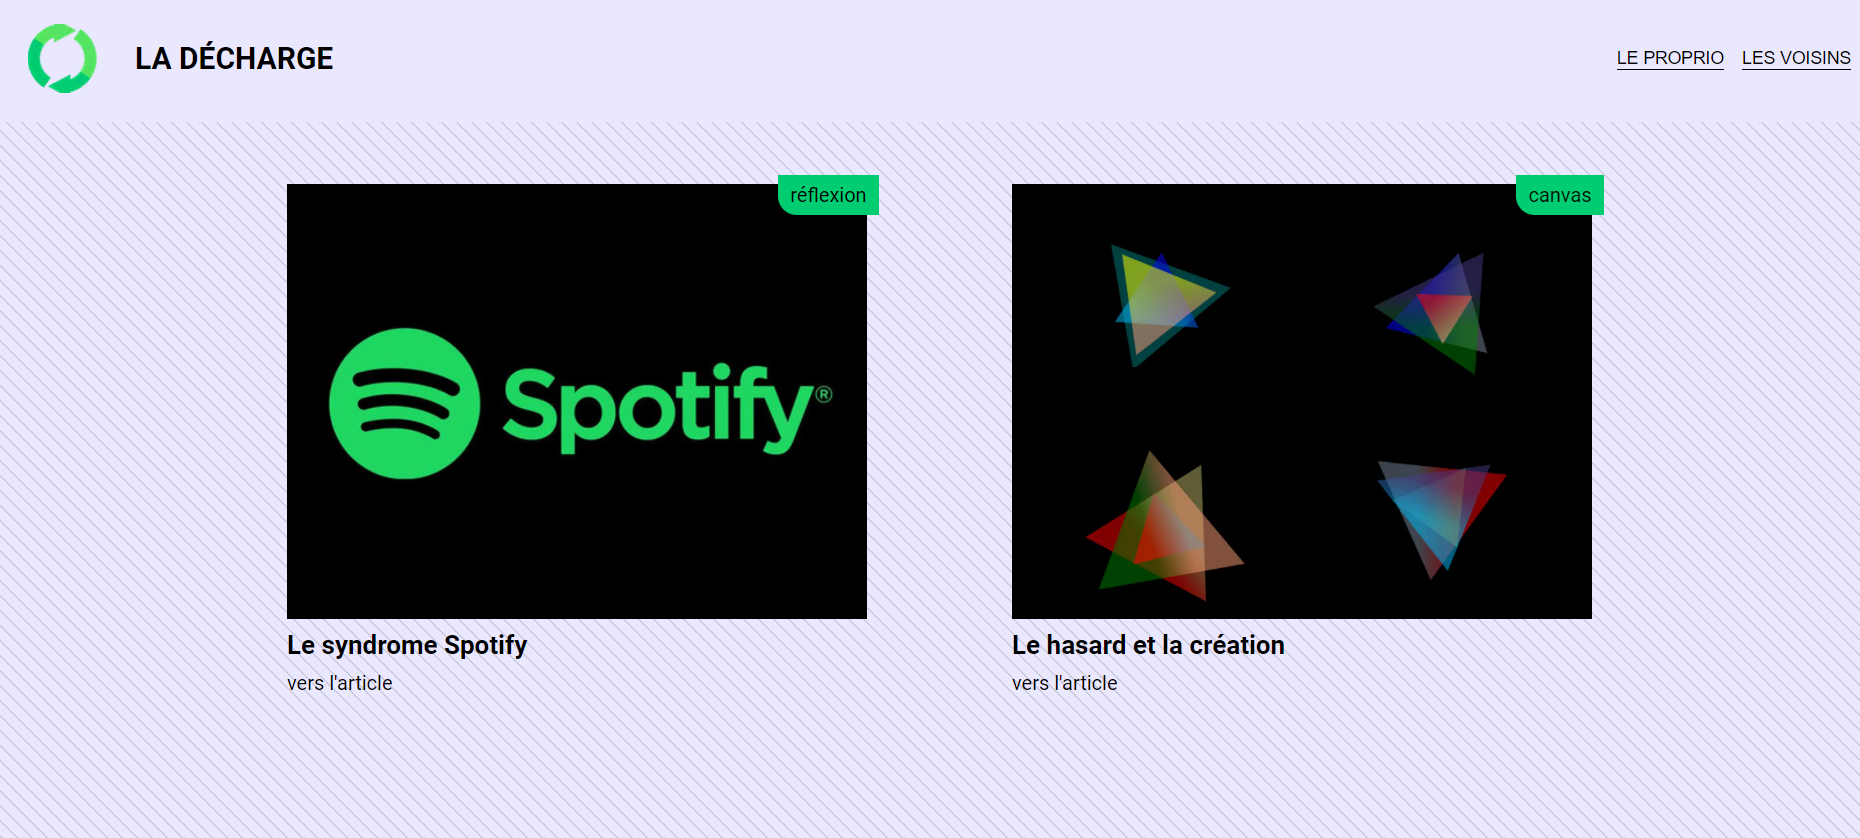 LA DÉCHARGE
LE PROPRIO LES VOISINS
réflexion
canvas
Spotify®
Le syndrome Spotify
vers l'article
Le hasard et la création
vers l'article